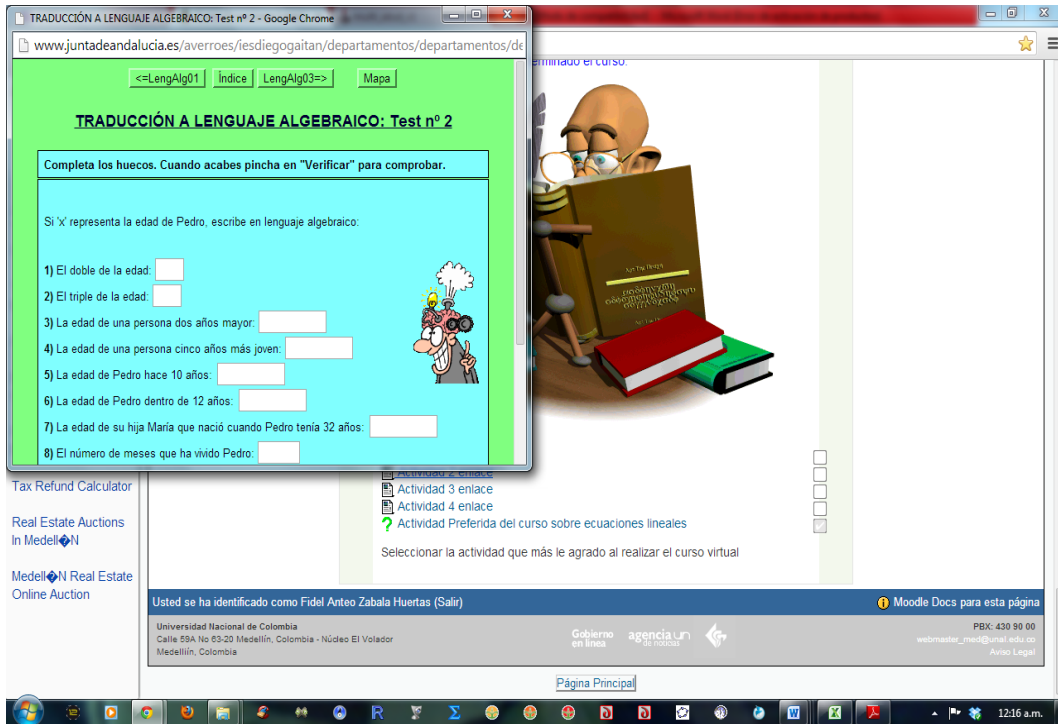 TRADUCCIÓN A LENGUAJE ALGEBRAICO: Test nº 2 - Google Chrome
www.juntadeandalucia.es/averroes/iesdiegogaitan/departamentos/departamentos/de
<=LengAlg01 Índice LengAlg03=> Mapa
TRADUCCIÓN A LENGUAJE ALGEBRAICO: Test nº 2
Completa los huecos. Cuando acabes pincha en "Verificar" para comprobar.
Si 'x' representa la edad de Pedro, escribe en lenguaje algebraico:
1) El doble de la edad:
2) El triple de la edad:
3) La edad de una persona dos años mayor:
4) La edad de una persona cinco años más joven:
5) La edad de Pedro hace 10 años:
6) La edad de Pedro dentro de 12 años:
7) La edad de su hija María que nació cuando Pedro tenía 32 años:
8) El número de meses que ha vivido Pedro:
erminado el curso.
Actividad 2 enlace
Actividad 3 enlace
Actividad 4 enlace
Actividad Preferida del curso sobre ecuaciones lineales
Seleccionar la actividad que más le agrado al realizar el curso virtual
Tax Refund Calculator
Real Estate Auctions
In Medell�N
Medell�N Real Estate
Online Auction
Usted se ha identificado como Fidel Anteo Zabala Huertas (Salir)
Moodle Docs para esta página
Universidad Nacional de Colombia
Calle 59A No 63-20 Medellín, Colombia - Núcleo El Volador
Medelliín, Colombia
Gobierno
en línea
agencia un
de noticias
PBX: 430 90 00
webmaster_med@unal.edu.co
Aviso Legal
Página Principal
12:16 a.m.